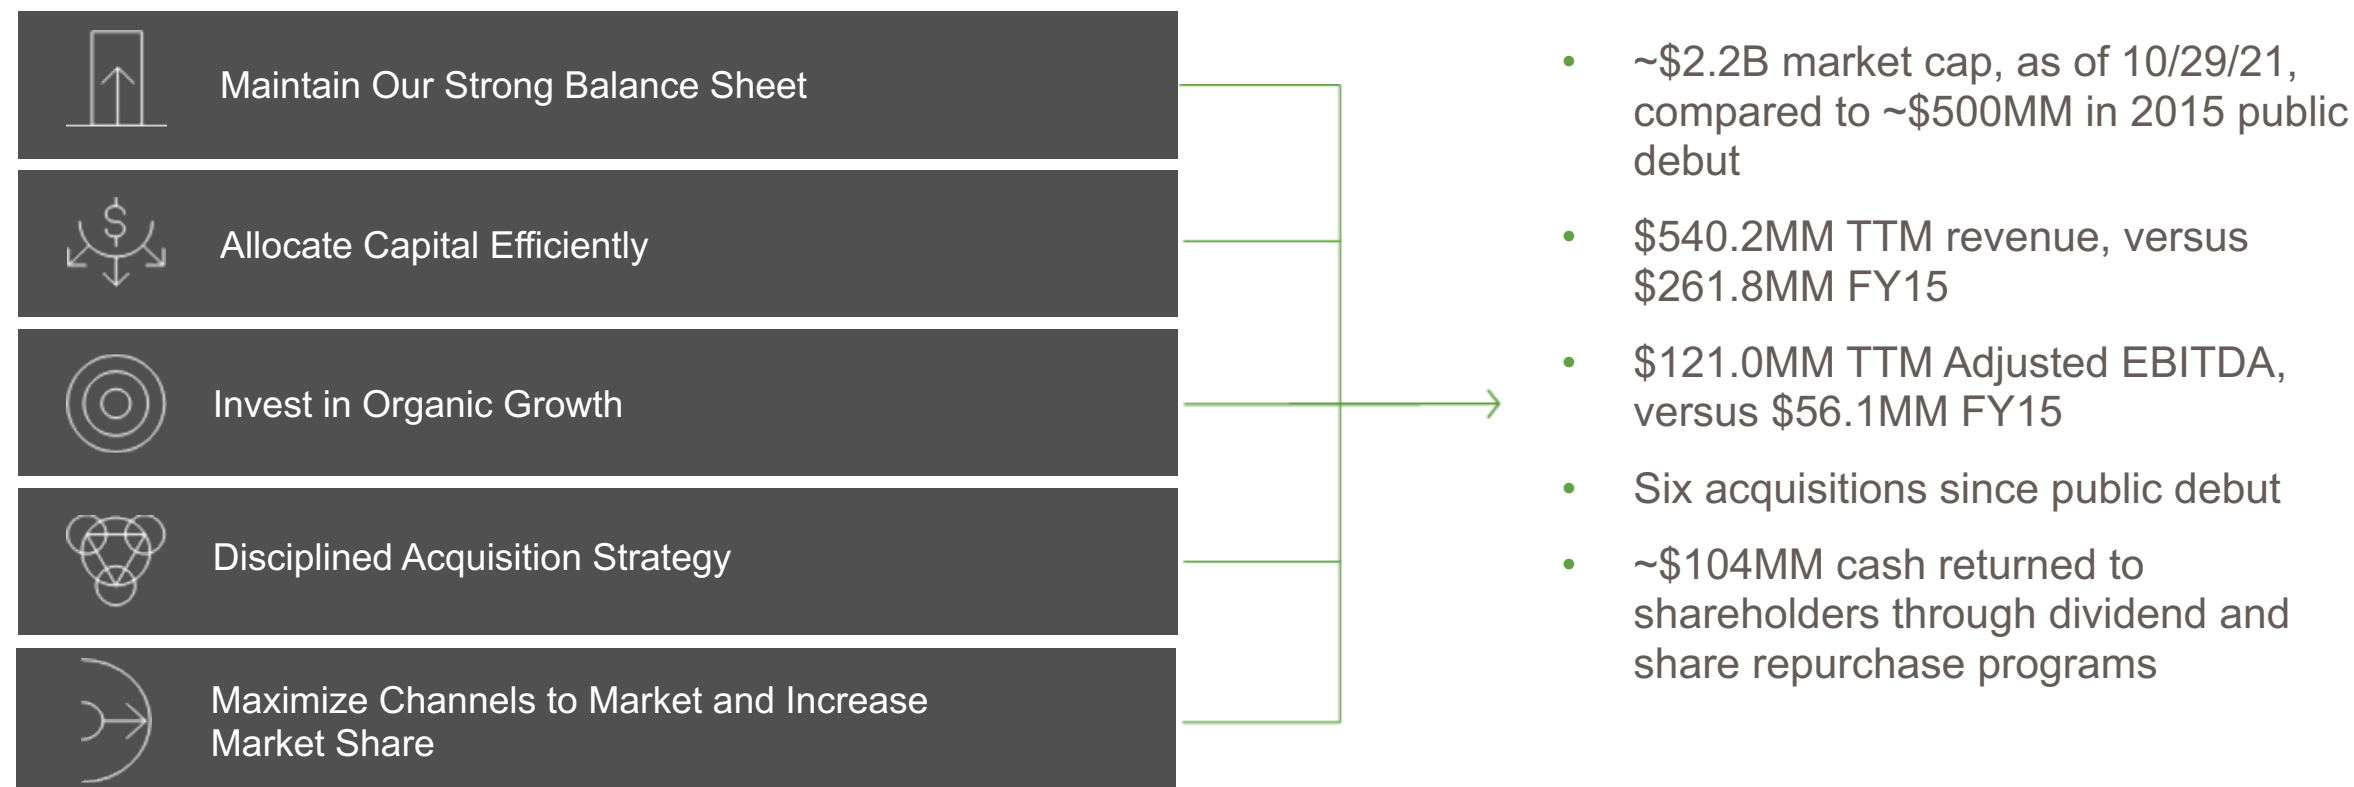 Maintain Our Strong Balance Sheet
$
Allocate Capital Efficiently
Invest in Organic Growth
Disciplined Acquisition Strategy
Maximize Channels to Market and Increase
Market Share
• ~$2.2B market cap, as of 10/29/21,
compared to ~$500MM in 2015 public
debut
• $540.2MM TTM revenue, versus
$261.8MM FY15
• $121.0MM TTM Adjusted EBITDA,
versus $56.1MM FY15
• Six acquisitions since public debut
• ~$104MM cash returned to
shareholders through dividend and
share repurchase programs